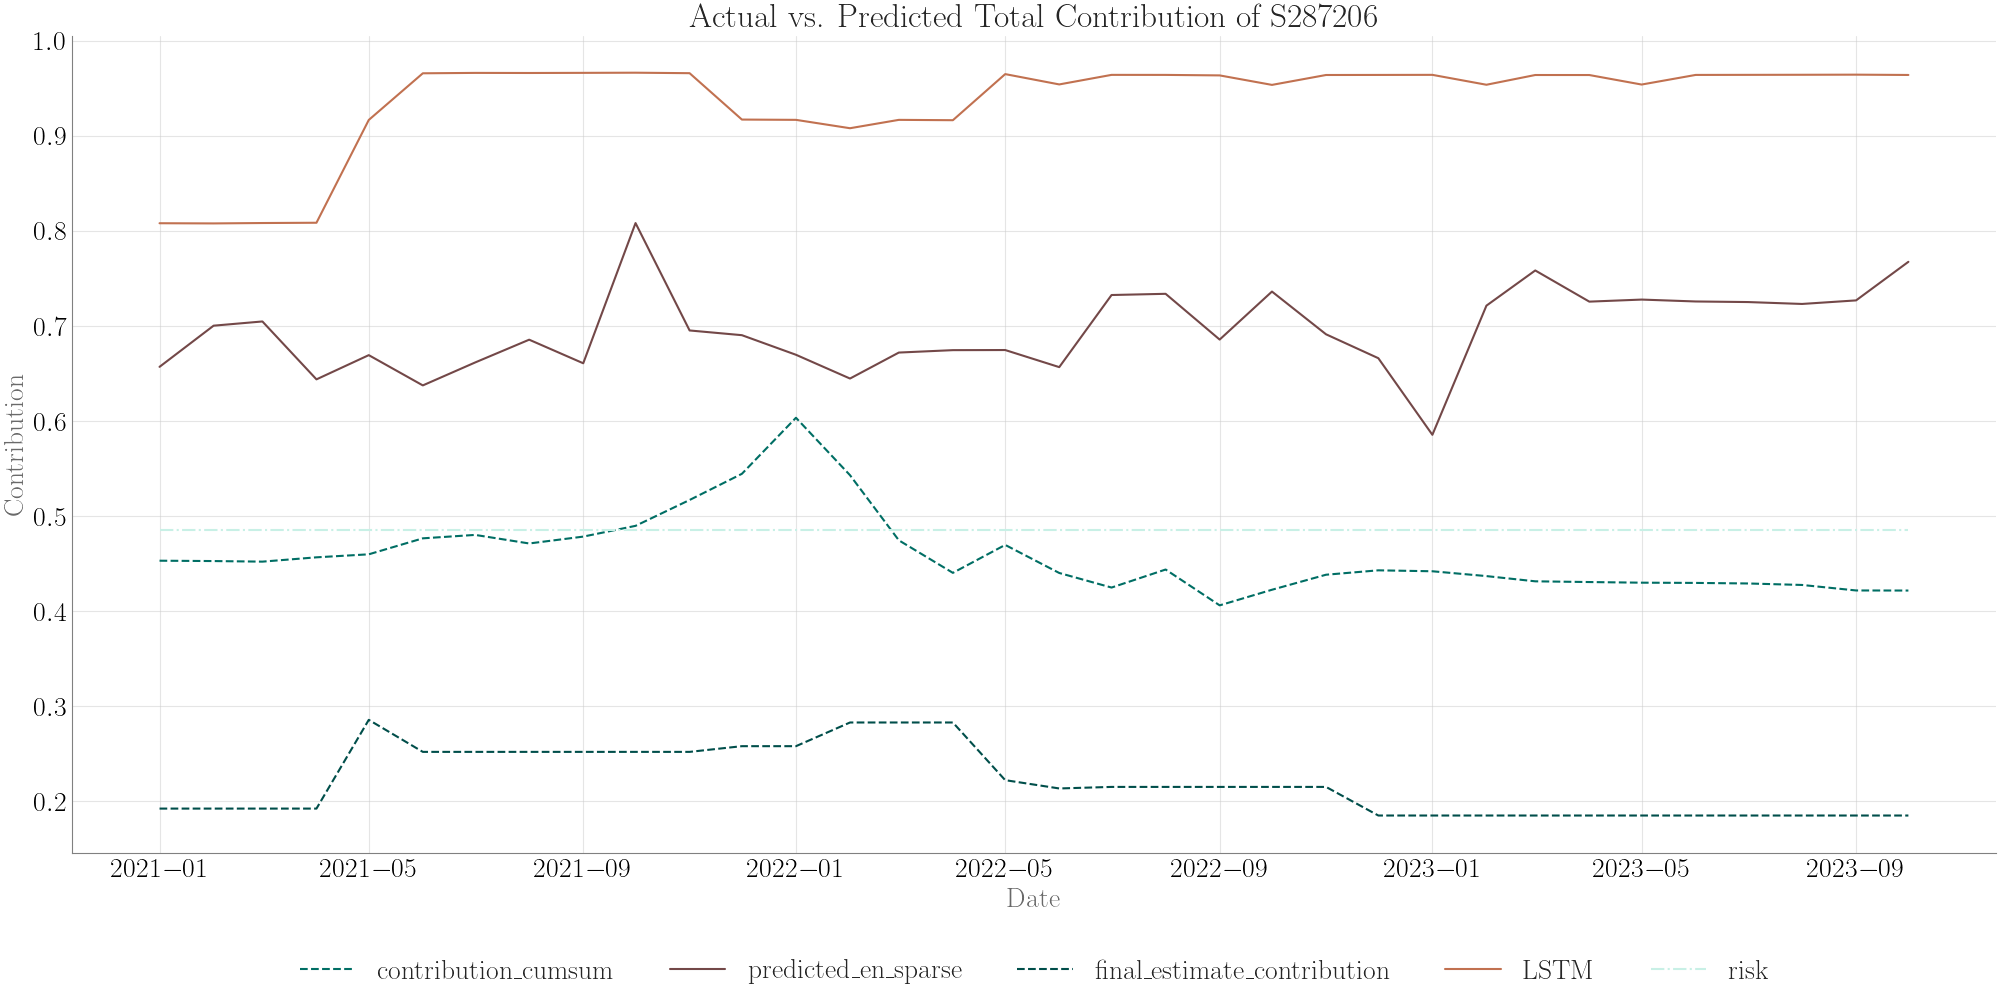 Actual vs. Predicted Total Contribution of S287206
1.0
0.9
0.8
0.7
0.6
0.5
0.4
0.3
0.2
Contribution
2021−01 2021−05 2021−09 2022−01 2022−05 2022−09 2023−01 2023−05 2023−09
Date
contribution_cumsum predicted_en_sparse final_estimate_contribution LSTM risk